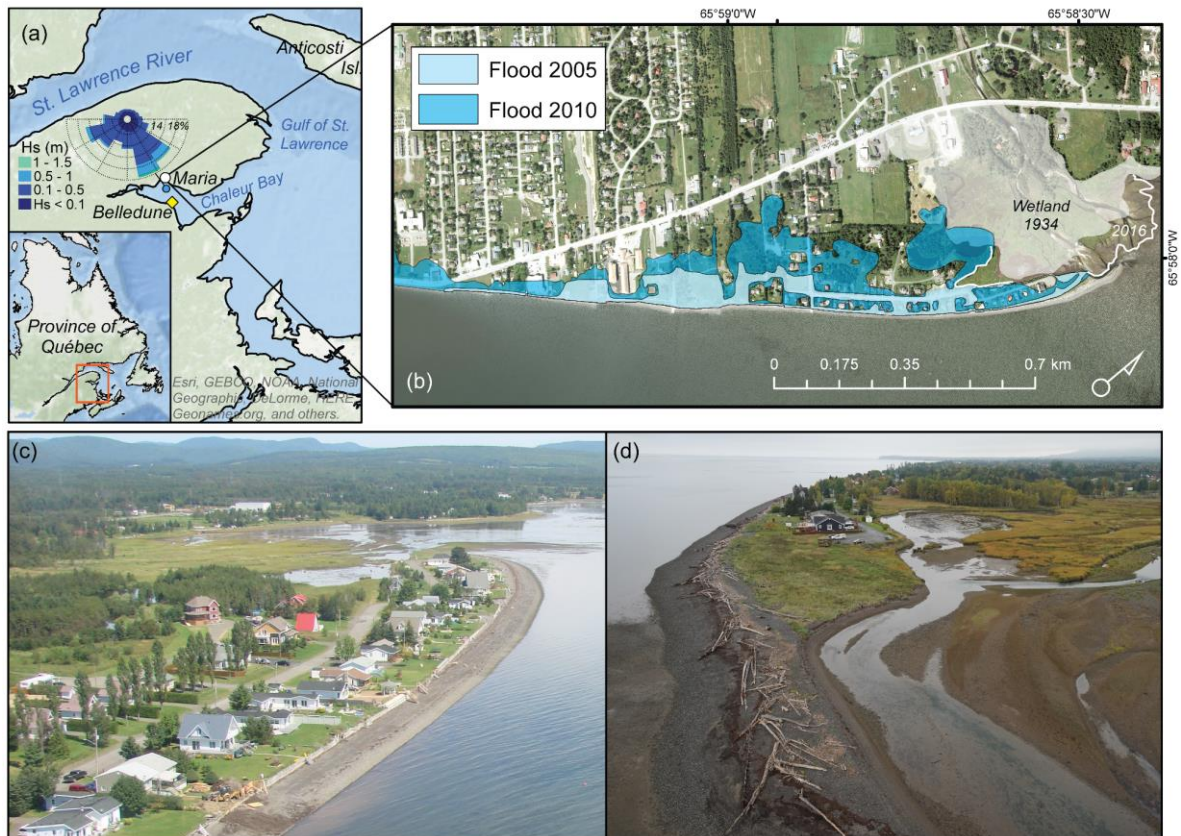 (a)
Anticosti
Isl.
St. Lawrence River
Gulf of St.
Lawrence
14 18%
Hs (m)
1 - 1.5
0.5 - 1
0.1 - 0.5
Hs < 0.1
Maria
Chaleur Bay
Belledune
Province of
Québec
Esri, GEBCO, NOAA, National
Geographic, DeLorme, HERE,
Geonames.org, and others.
65°59'0"W
65°58'30"W
Flood 2005
Flood 2010
Wetland
1934
2016
65°58'0"W
0 0.175 0.35 0.7 km
(b)
(c)
(d)